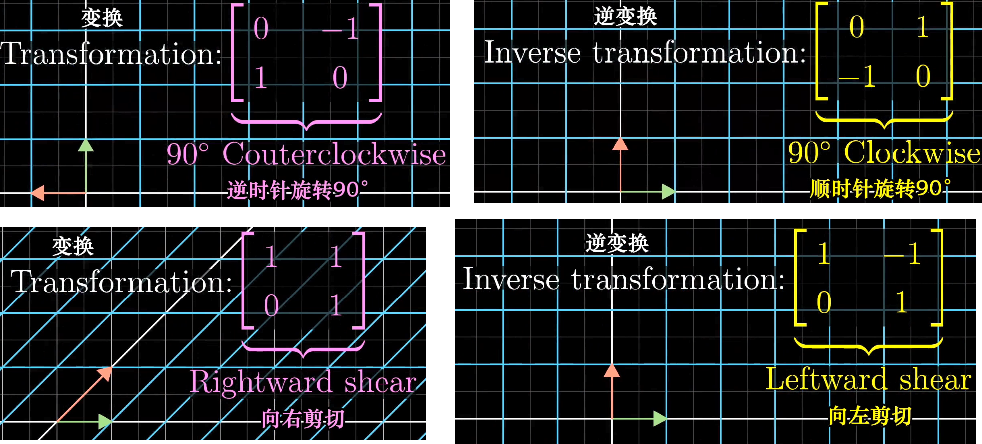 变换
Transformation:
0 -1
1 0
90° Couterclockwise
逆时针旋转90°
逆变换
Inverse transformation:
0 1
-1 0
90° Clockwise
顺时针旋转90°
变换
Transformation:
1 1
0 1
Rightward shear
向右剪切
逆变换
Inverse transformation:
1 -1
0 1
Leftward shear
向左剪切